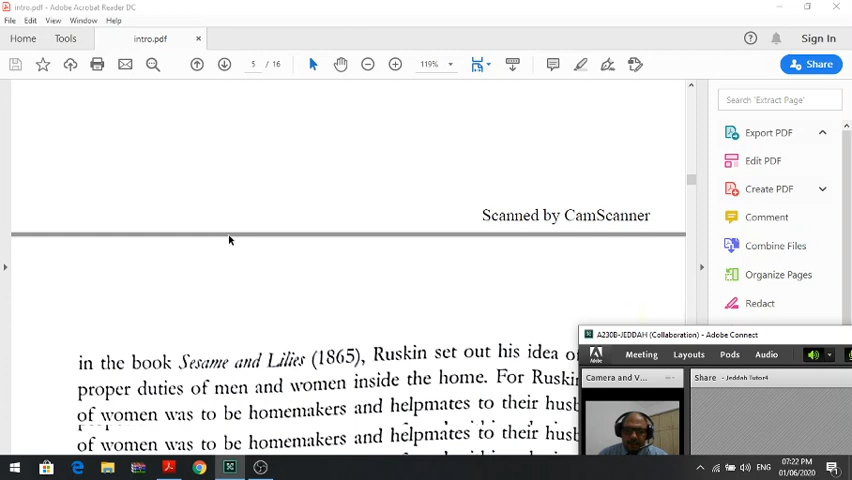 intro.pdf - Adobe Acrobat Reader DC
File Edit View Window Help
Home Tools intro.pdf × Sign In
5 / 16 119% Share
Search 'Extract Page'
Export PDF
Edit PDF
Create PDF
Comment
Combine Files
Organize Pages
Redact
Scanned by CamScanner
in the book Sesame and Lilies (1865), Ruskin set out his idea of
proper duties of men and women inside the home. For Ruskin
of women was to be homemakers and helpmates to their husb
of women was to be homemakers and helpmates to their husb
A230B-JEDDAH (Collaboration) - Adobe Connect
Meeting Layouts Pods Audio
Camera and V... Share - Jeddah Tutor4
ENG 07:22 PM
01/06/2020